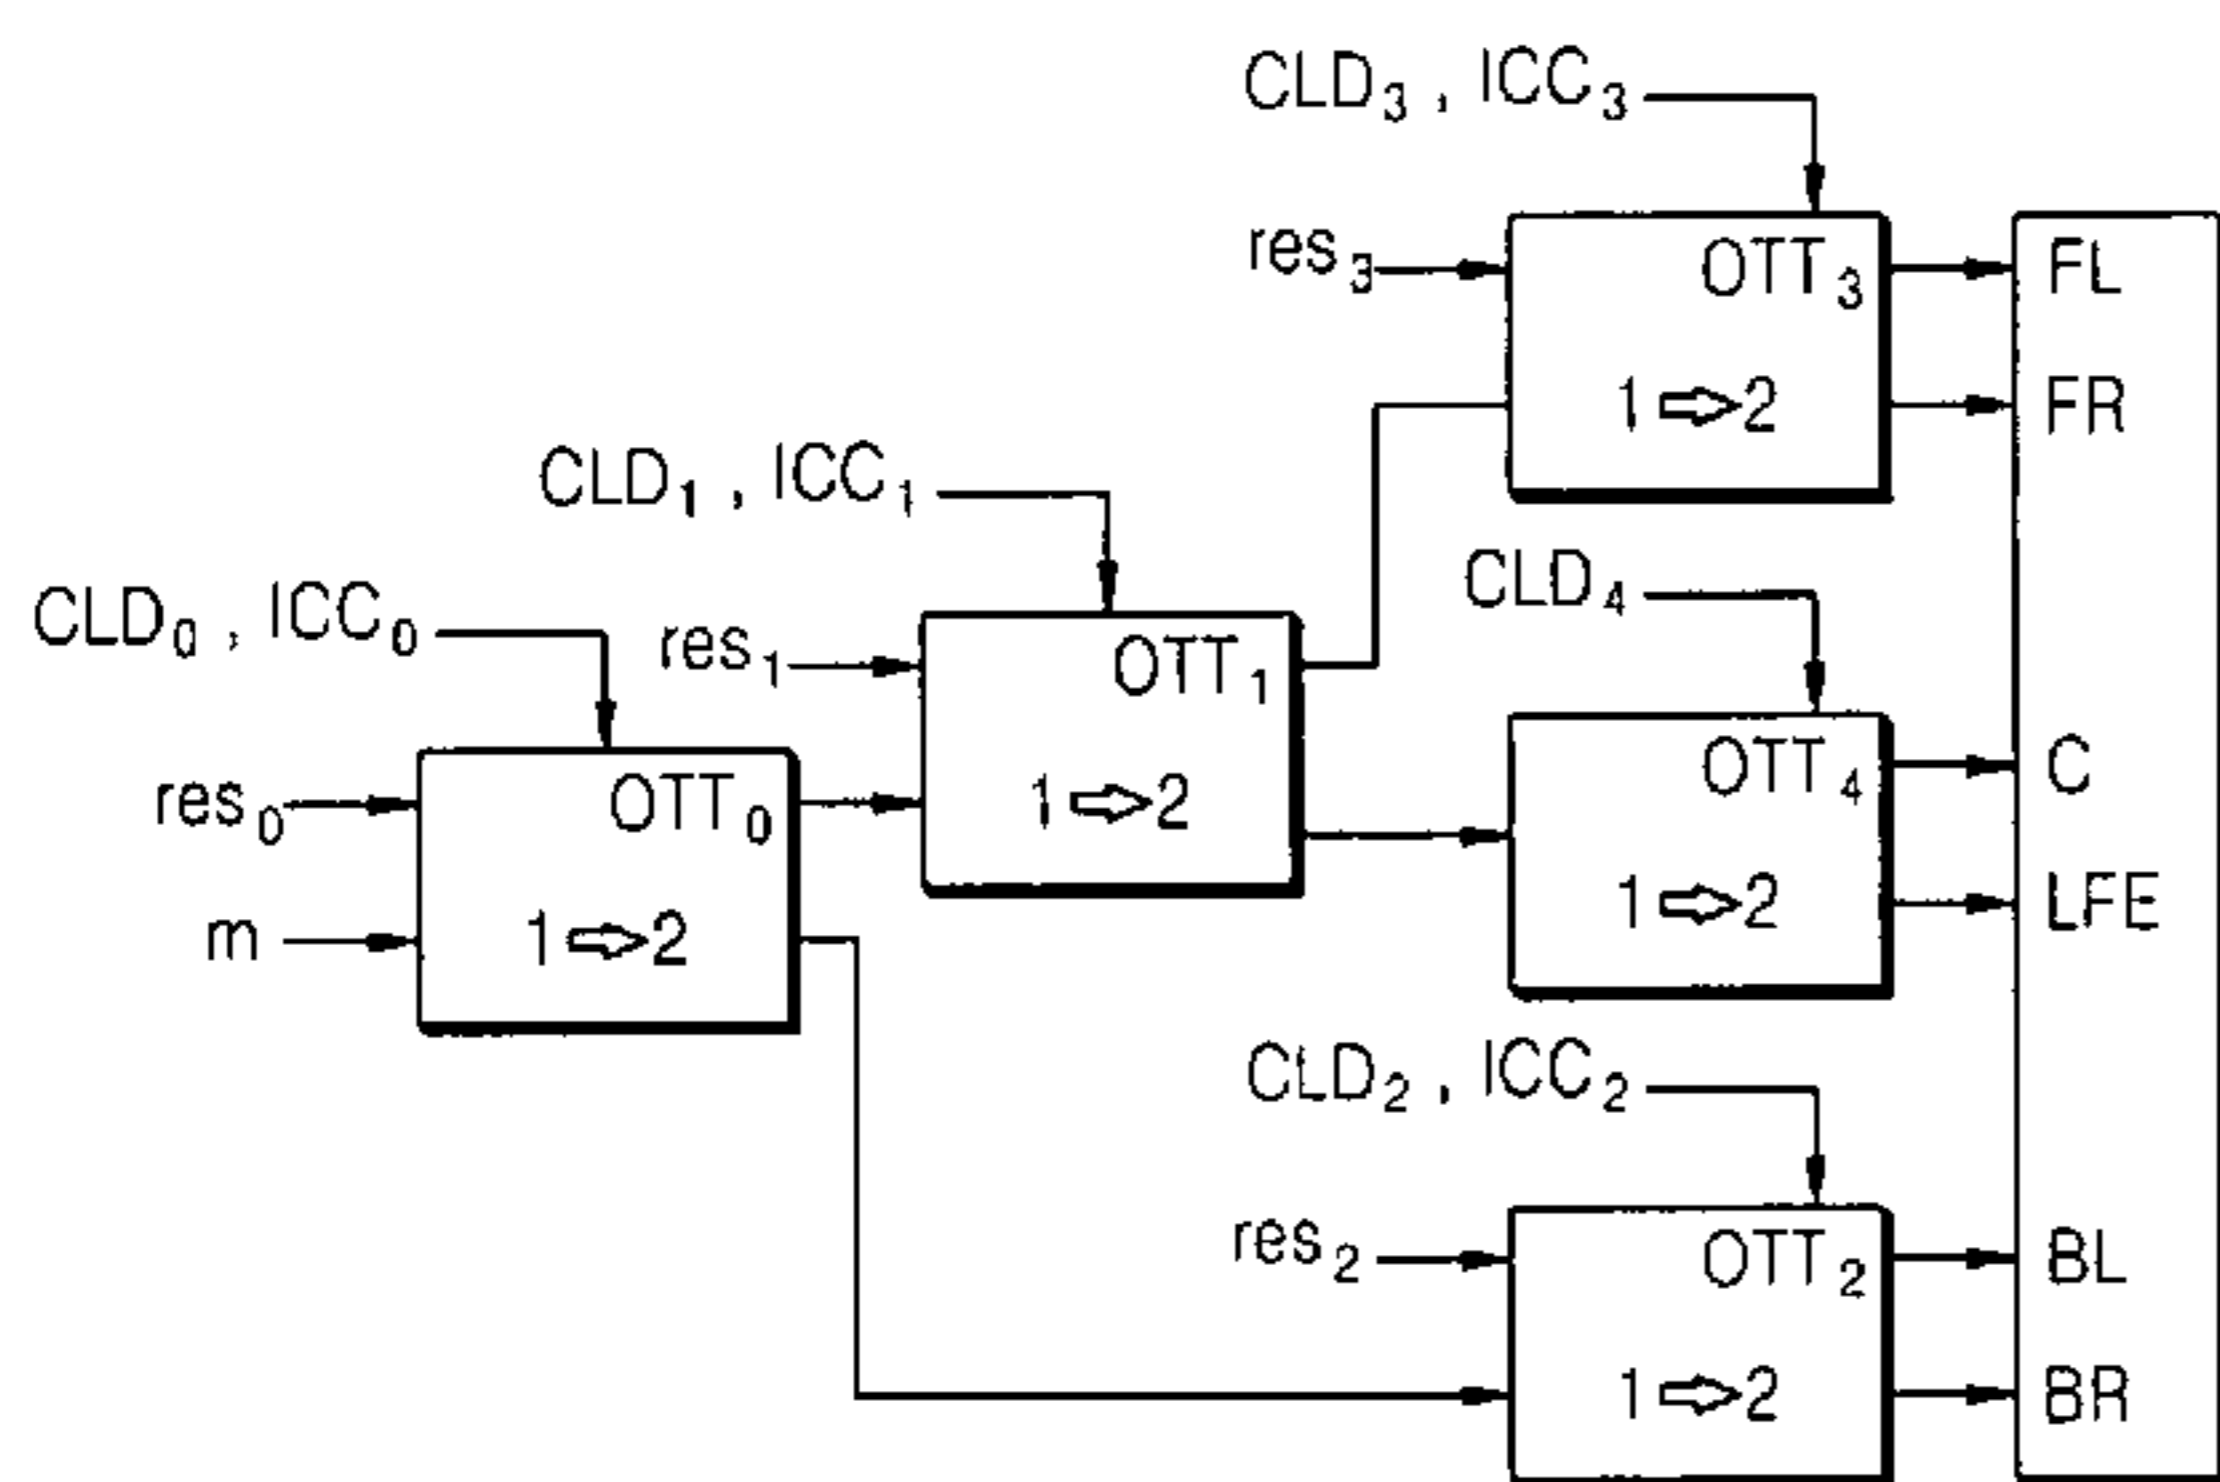 CLD3 , ICC3
res3
OTT3
1⇨2
FL
FR
CLD1 , ICC1
res1
OTT1
1⇨2
CLD4
OTT4
1⇨2
C
LFE
CLD0 , ICC0
res0
m
OTT0
1⇨2
CLD2 , ICC2
res2
OTT2
1⇨2
BL
BR